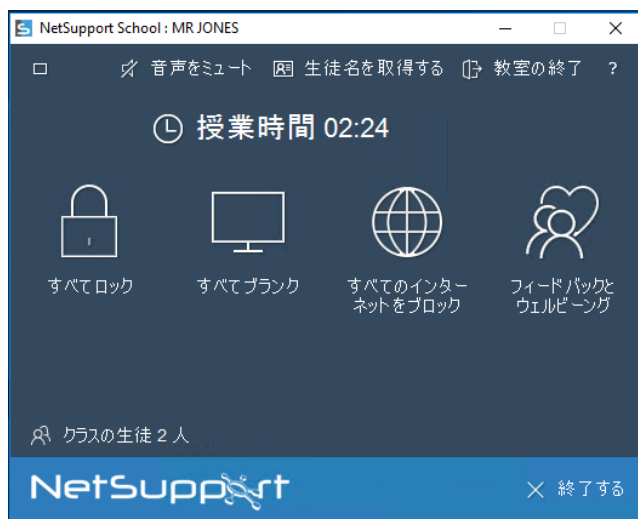 NetSupport School : MR JONES
音声をミュート 生徒名を取得する 教室の終了 ?
授業時間 02:24
すべてロック
すべてブランク
すべてのインター
ネットをブロック
フィードバックと
ウェルビーング
クラスの生徒 2 人
NetSupport
終了する